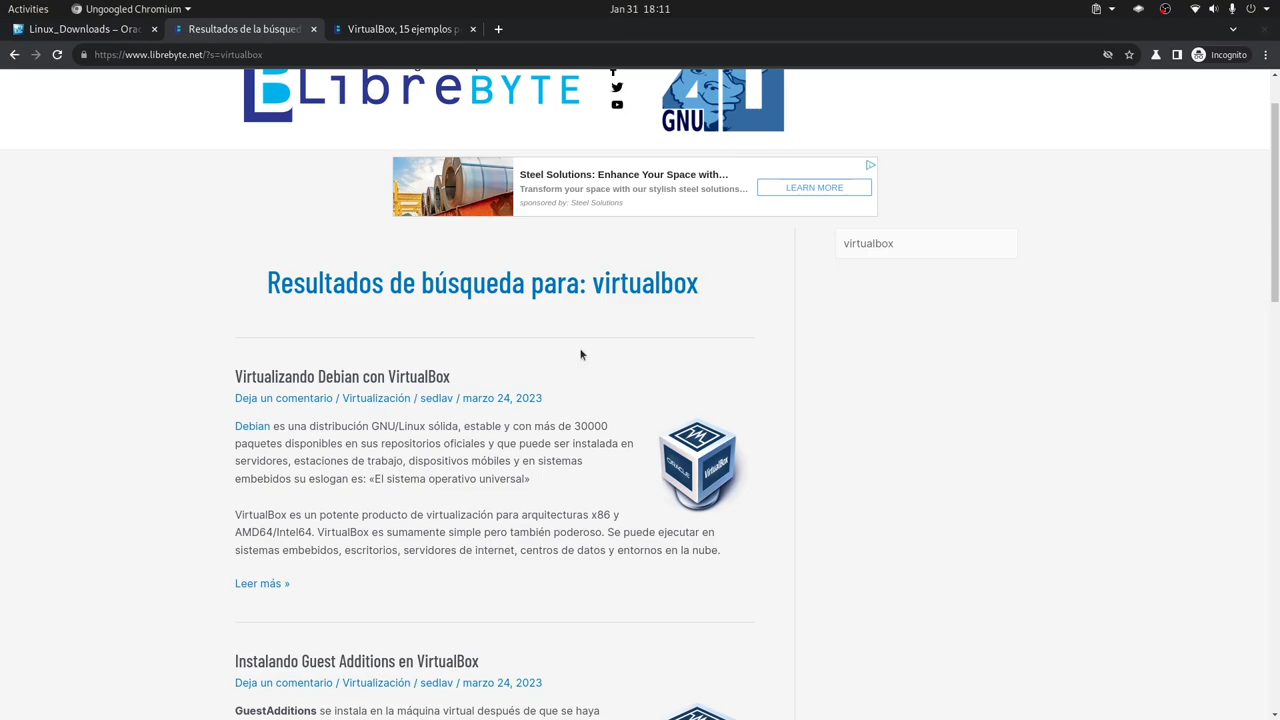 Activities
Ungoogled Chromium
Jan 31 18:11
Linux_Downloads – Orac
Resultados de la búsqued
VirtualBox, 15 ejemplos p
https://www.librebyte.net/?s=virtualbox
Incognito
LibreBYTE
GNU
Steel Solutions: Enhance Your Space with…
Transform your space with our stylish steel solutions…
sponsored by: Steel Solutions
LEARN MORE
virtualbox
Resultados de búsqueda para: virtualbox
Virtualizando Debian con VirtualBox
Deja un comentario / Virtualización / sedlav / marzo 24, 2023
Debian es una distribución GNU/Linux sólida, estable y con más de 30000
paquetes disponibles en sus repositorios oficiales y que puede ser instalada en
servidores, estaciones de trabajo, dispositivos móbiles y en sistemas
embebidos su eslogan es: «El sistema operativo universal»
ORACLE
VirtualBox
VirtualBox es un potente producto de virtualización para arquitecturas x86 y
AMD64/Intel64. VirtualBox es sumamente simple pero también poderoso. Se puede ejecutar en
sistemas embebidos, escritorios, servidores de internet, centros de datos y entornos en la nube.
Leer más »
Instalando Guest Additions en VirtualBox
Deja un comentario / Virtualización / sedlav / marzo 24, 2023
GuestAdditions se instala en la máquina virtual después de que se haya